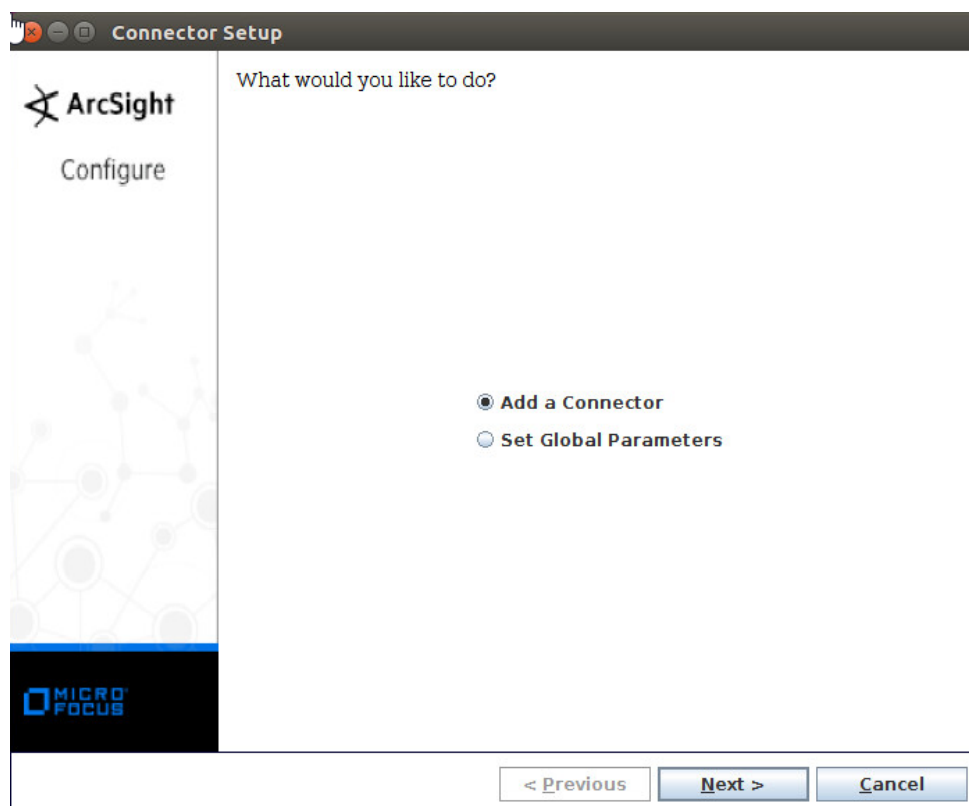 Connector Setup
ArcSight
Configure
What would you like to do?
Add a Connector
Set Global Parameters
MICRO
FOCUS
< Previous
Next >
Cancel